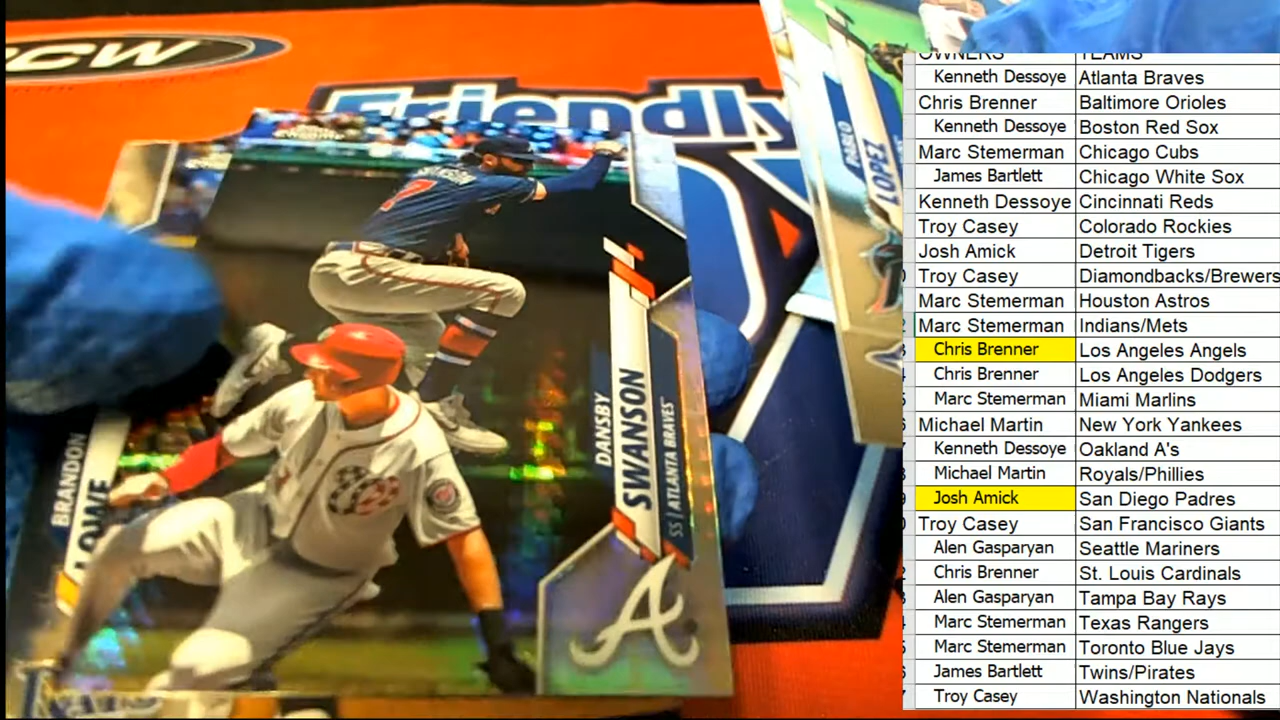 CW
Friendly
SWANSON
7
DANSBY
SWANSON
SS | ATLANTA BRAVES
BRANDON
LOWE
PABLO
LOPEZ
OWNERS TEAMS
Kenneth Dessoye Atlanta Braves
Chris Brenner Baltimore Orioles
Kenneth Dessoye Boston Red Sox
Marc Stemerman Chicago Cubs
James Bartlett Chicago White Sox
Kenneth Dessoye Cincinnati Reds
Troy Casey Colorado Rockies
Josh Amick Detroit Tigers
Troy Casey Diamondbacks/Brewers
Marc Stemerman Houston Astros
Marc Stemerman Indians/Mets
Chris Brenner Los Angeles Angels
Chris Brenner Los Angeles Dodgers
Marc Stemerman Miami Marlins
Michael Martin New York Yankees
Kenneth Dessoye Oakland A's
Michael Martin Royals/Phillies
Josh Amick San Diego Padres
Troy Casey San Francisco Giants
Alen Gasparyan Seattle Mariners
Chris Brenner St. Louis Cardinals
Alen Gasparyan Tampa Bay Rays
Marc Stemerman Texas Rangers
Marc Stemerman Toronto Blue Jays
James Bartlett Twins/Pirates
Troy Casey Washington Nationals